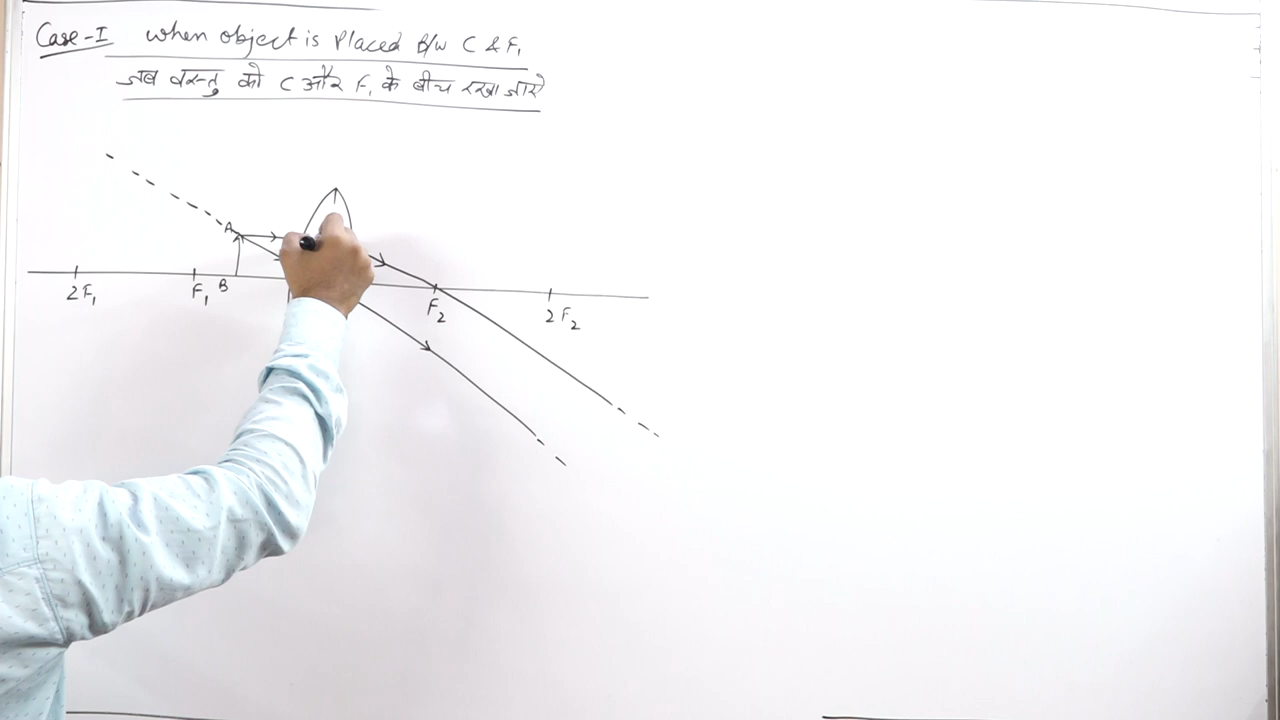 Case-I when object is Placed B/w C & F₁
जब वस्तु को C और F₁ के बीच रखा जाये
A
2F₁ F₁ B F₂ 2F₂